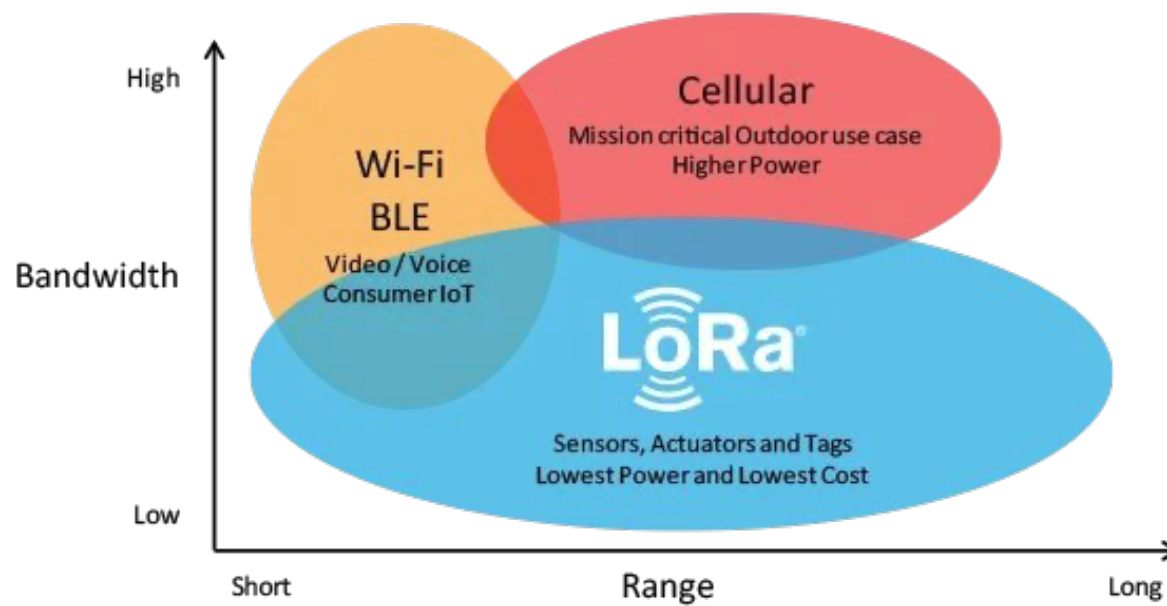 High
Cellular
Mission critical Outdoor use case
Higher Power
Wi-Fi
BLE
Video / Voice
Consumer IoT
Bandwidth
LoRa®
Sensors, Actuators and Tags
Lowest Power and Lowest Cost
Low
Short
Range
Long